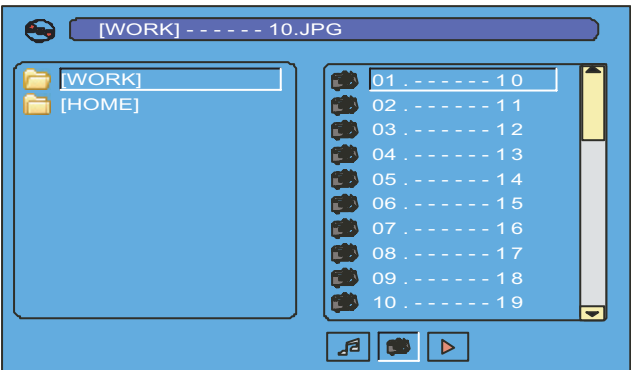 [WORK] ------ 10.JPG
[WORK]
[HOME]
01 . ------ 10
02 . ------ 11
03 . ------ 12
04 . ------ 13
05 . ------ 14
06 . ------ 15
07 . ------ 16
08 . ------ 17
09 . ------ 18
10 . ------ 19